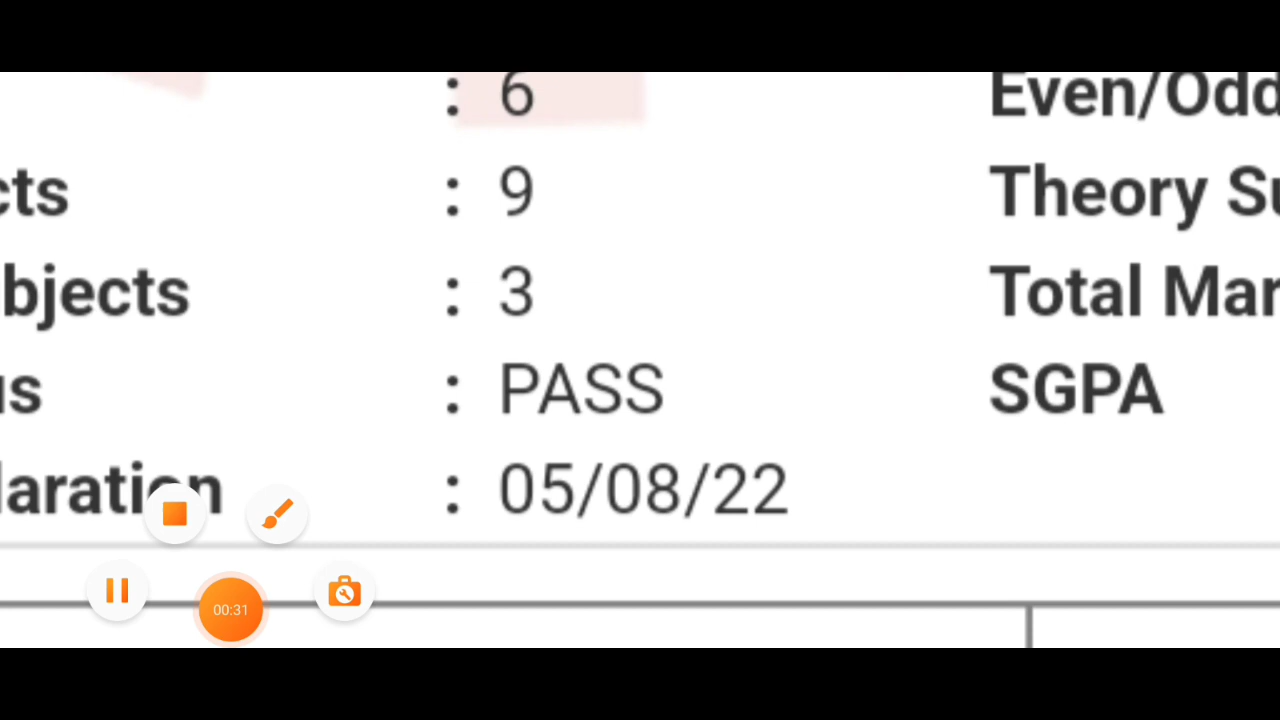 : 6 Even/Odd
cts : 9 Theory Su
bjects : 3 Total Mar
us : PASS SGPA
laration : 05/08/22
00:31